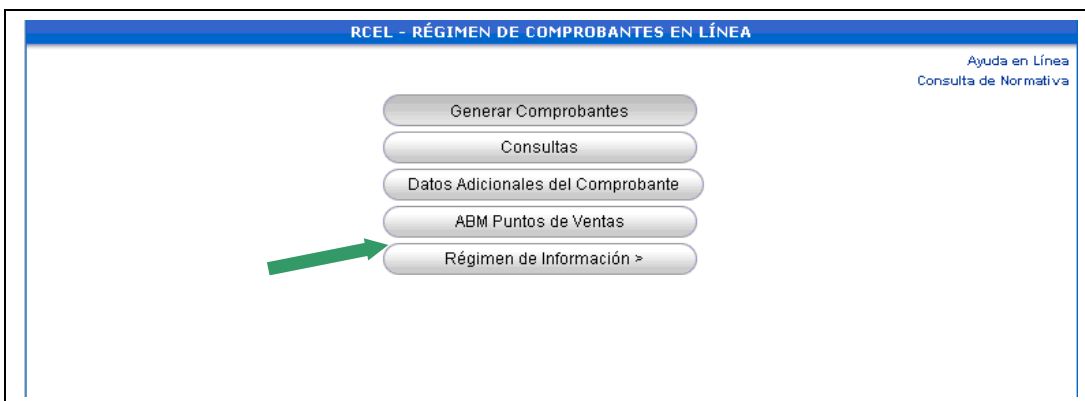 RCEL - RÉGIMEN DE COMPROBANTES EN LÍNEA
Ayuda en Línea
Consulta de Normativa
Generar Comprobantes
Consultas
Datos Adicionales del Comprobante
ABM Puntos de Ventas
Régimen de Información >